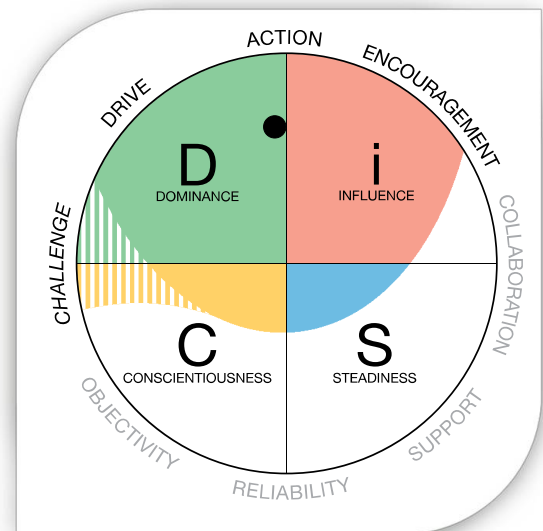 ACTION
DRIVE
ENCOURAGEMENT
D
DOMINANCE
i
INFLUENCE
CHALLENGE
COLLABORATION
C
CONSCIENTIOUSNESS
S
STEADINESS
OBJECTIVITY
SUPPORT
RELIABILITY